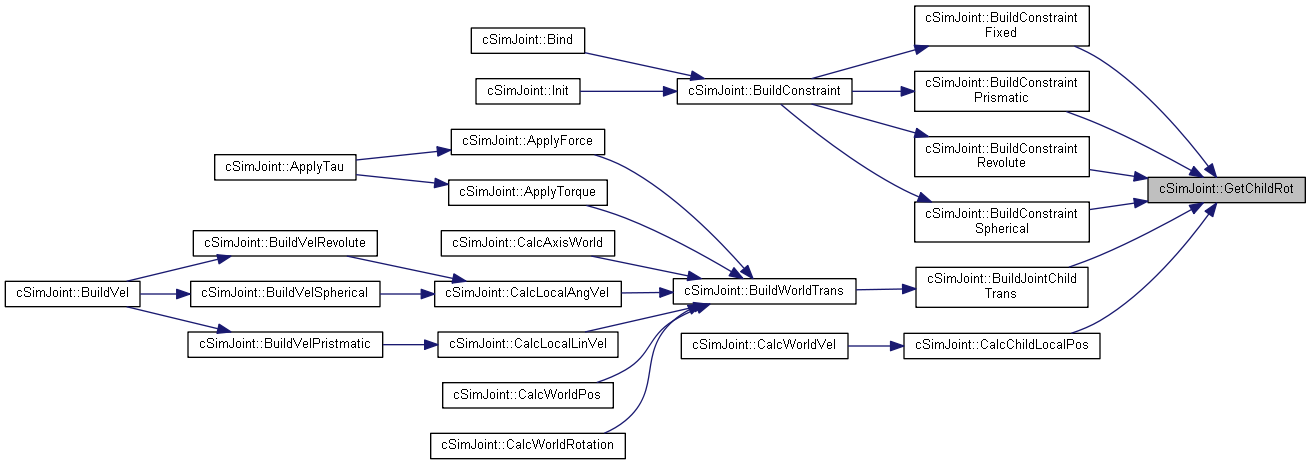 cSimJoint::BuildConstraint
Fixed
cSimJoint::Bind
cSimJoint::Init
cSimJoint::BuildConstraint
cSimJoint::BuildConstraint
Prismatic
cSimJoint::ApplyForce
cSimJoint::ApplyTau
cSimJoint::ApplyTorque
cSimJoint::BuildConstraint
Revolute
cSimJoint::GetChildRot
cSimJoint::BuildConstraint
Spherical
cSimJoint::BuildVelRevolute
cSimJoint::CalcAxisWorld
cSimJoint::BuildVel
cSimJoint::BuildVelSpherical
cSimJoint::CalcLocalAngVel
cSimJoint::BuildWorldTrans
cSimJoint::BuildJointChild
Trans
cSimJoint::BuildVelPristmatic
cSimJoint::CalcLocalLinVel
cSimJoint::CalcWorldVel
cSimJoint::CalcChildLocalPos
cSimJoint::CalcWorldPos
cSimJoint::CalcWorldRotation